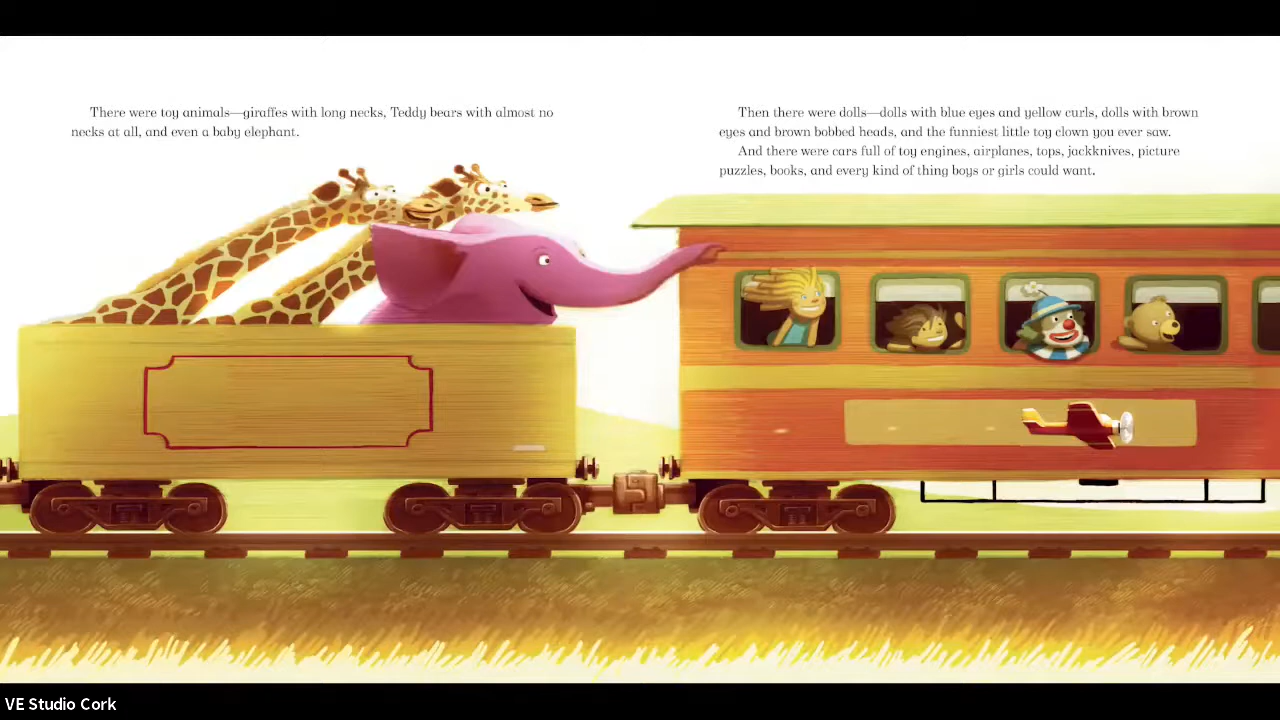 There were toy animals—giraffes with long necks, Teddy bears with almost no
necks at all, and even a baby elephant.
Then there were dolls—dolls with blue eyes and yellow curls, dolls with brown
eyes and brown bobbed heads, and the funniest little toy clown you ever saw.
And there were cars full of toy engines, airplanes, tops, jackknives, picture
puzzles, books, and every kind of thing boys or girls could want.
VE Studio Cork